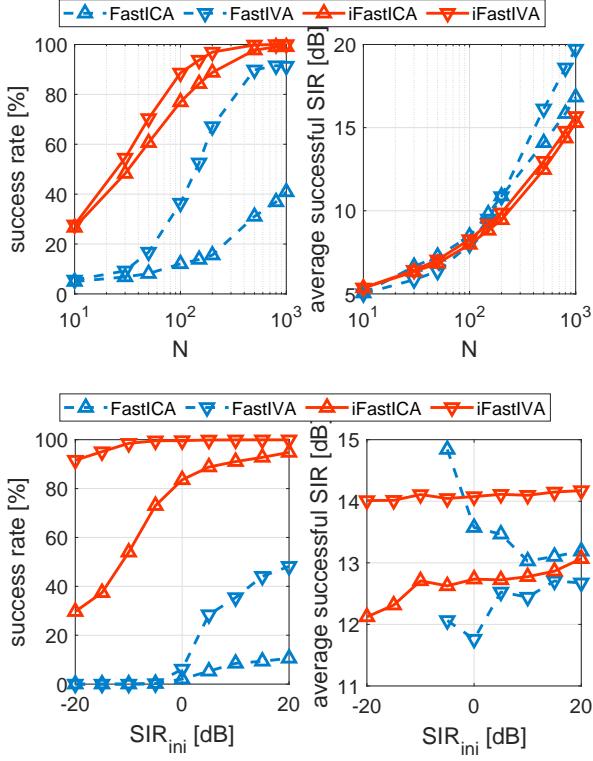 FastICA FastIVA iFastICA iFastIVA
success rate [%]
100
80
60
40
20
0
10^1 10^2 10^3
N
average successful SIR [dB]
20
15
10
5
10^1 10^2 10^3
N
FastICA FastIVA iFastICA iFastIVA
success rate [%]
100
80
60
40
20
0
-20 0 20
SIR_ini [dB]
average successful SIR [dB]
15
14
13
12
11
-20 0 20
SIR_ini [dB]